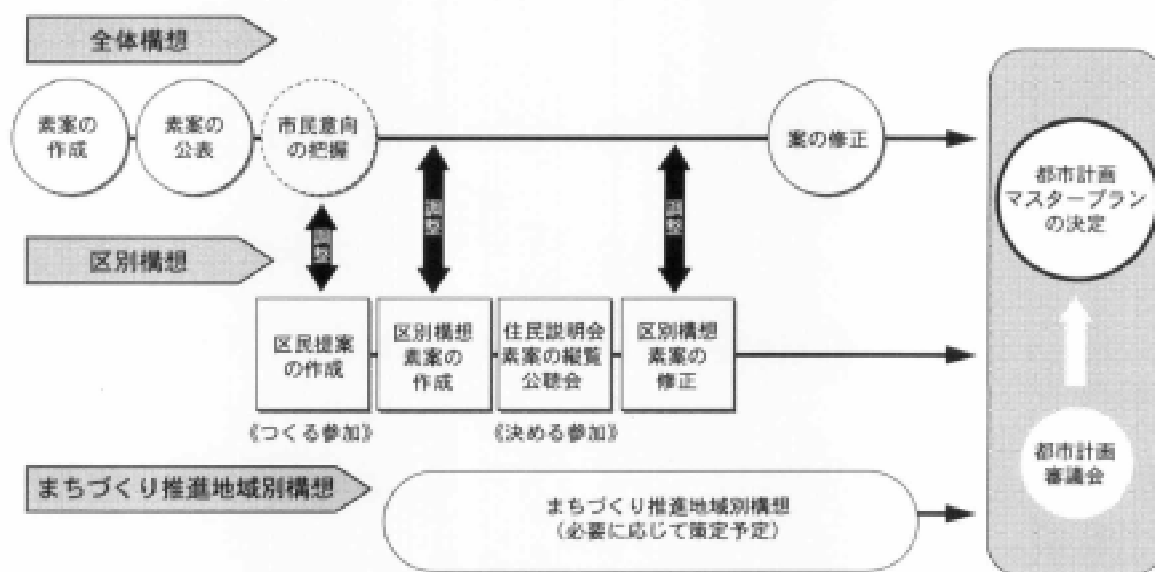 全体構想
素案の
作成
素案の
公表
市民意向
の把握
案の修正
都市計画
マスタープラン
の決定
調整
調整
調整
区別構想
区民提案
の作成
区別構想
素案の
作成
住民説明会
素案の縦覧
公聴会
区別構想
素案の
修正
《つくる参加》
《決める参加》
都市計画
審議会
まちづくり推進地域別構想
まちづくり推進地域別構想
(必要に応じて策定予定)